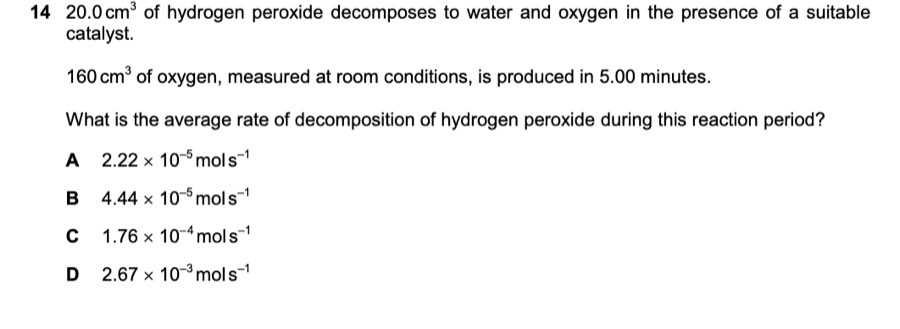 14 20.0 cm³ of hydrogen peroxide decomposes to water and oxygen in the presence of a suitable
catalyst.
160 cm³ of oxygen, measured at room conditions, is produced in 5.00 minutes.
What is the average rate of decomposition of hydrogen peroxide during this reaction period?
A 2.22 × 10⁻⁵ mol s⁻¹
B 4.44 × 10⁻⁵ mol s⁻¹
C 1.76 × 10⁻⁴ mol s⁻¹
D 2.67 × 10⁻³ mol s⁻¹